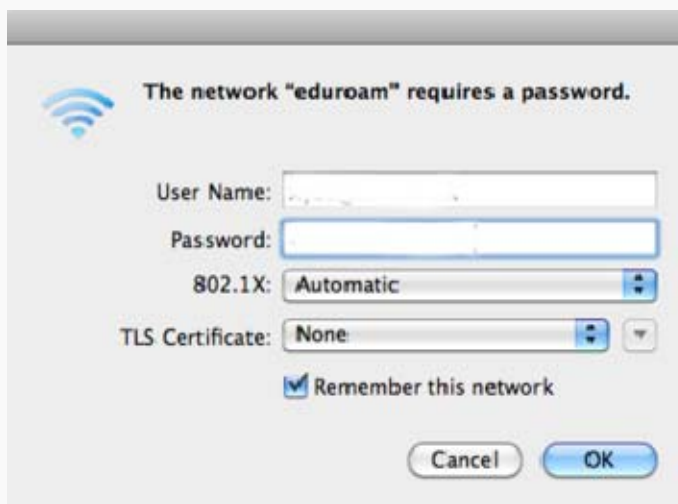 The network “eduroam” requires a password.
User Name:
Password:
802.1X: Automatic
TLS Certificate: None
Remember this network
Cancel OK